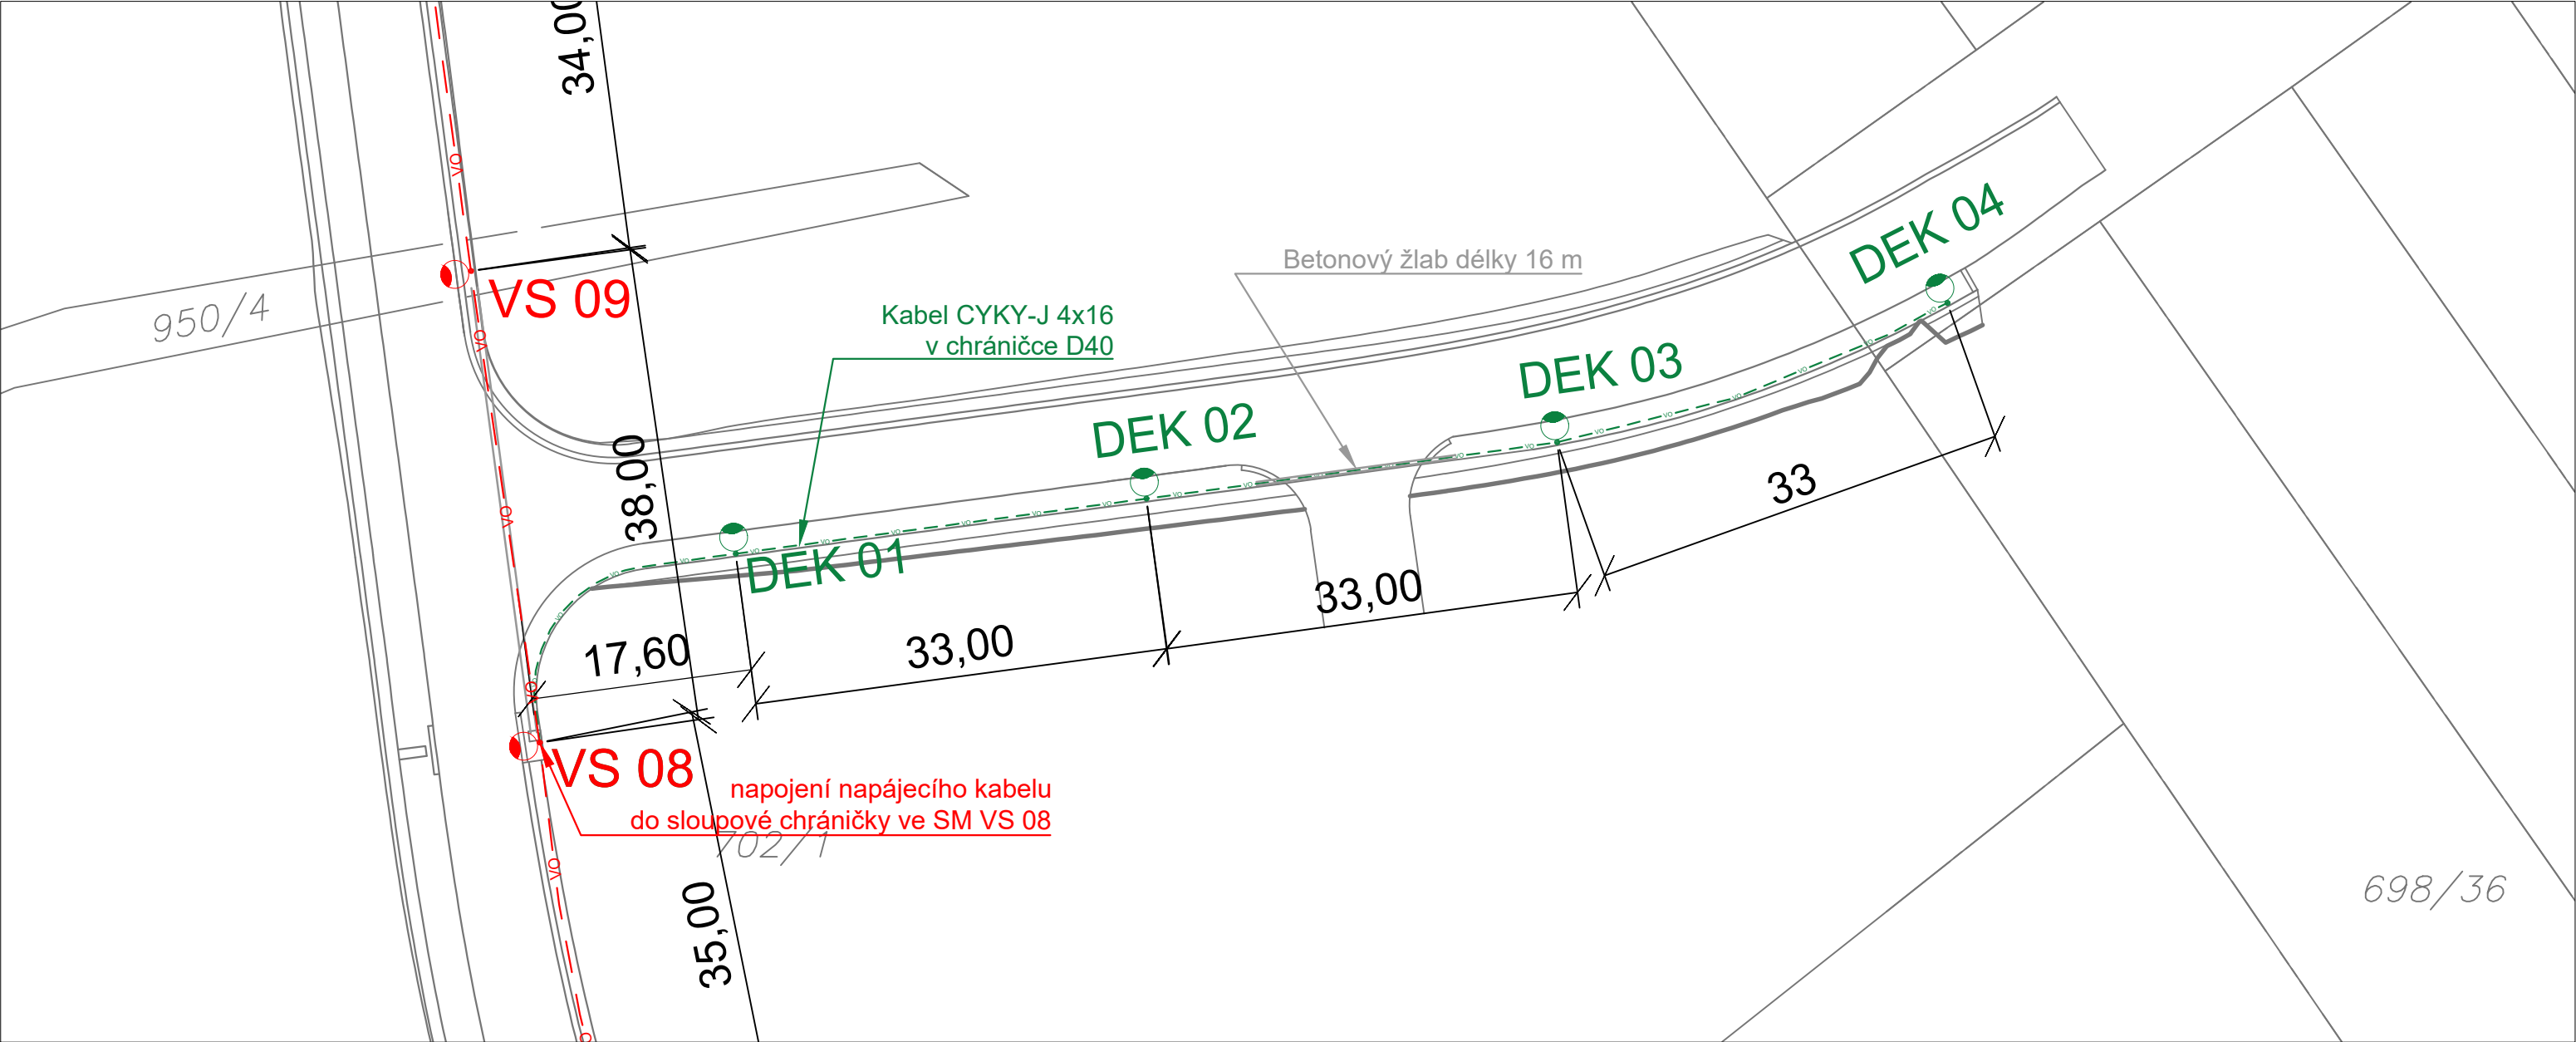 34,00
DEK 04
950/4
VS 09
Betonový žlab délky 16 m
Kabel CYKY-J 4x16
v chráničce D40
DEK 03
DEK 02
38,00
33
DEK 01
33,00
17,60
33,00
VS 08
napojení napájecího kabelu
do sloupové chráničky ve SM VS 08
702/1
35,00
698/36